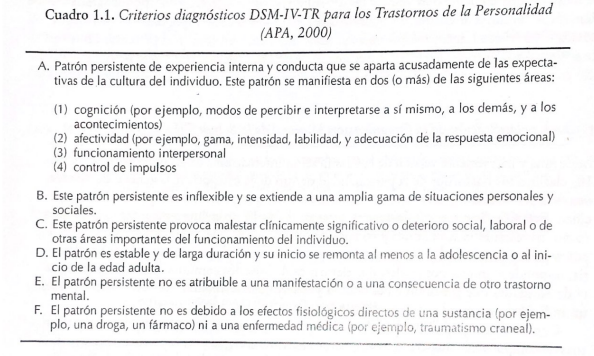 Cuadro 1.1. Criterios diagnósticos DSM-IV-TR para los Trastornos de la Personalidad
(APA, 2000)
A. Patrón persistente de experiencia interna y conducta que se aparta acusadamente de las expecta-
tivas de la cultura del individuo. Este patrón se manifiesta en dos (o más) de las siguientes áreas:
(1) cognición (por ejemplo, modos de percibir e interpretarse a sí mismo, a los demás, y a los
acontecimientos)
(2) afectividad (por ejemplo, gama, intensidad, labilidad, y adecuación de la respuesta emocional)
(3) funcionamiento interpersonal
(4) control de impulsos
B. Este patrón persistente es inflexible y se extiende a una amplia gama de situaciones personales y
sociales.
C. Este patrón persistente provoca malestar clínicamente significativo o deterioro social, laboral o de
otras áreas importantes del funcionamiento del individuo.
D. El patrón es estable y de larga duración y su inicio se remonta al menos a la adolescencia o al ini-
cio de la edad adulta.
E. El patrón persistente no es atribuible a una manifestación o a una consecuencia de otro trastorno
mental.
F. El patrón persistente no es debido a los efectos fisiológicos directos de una sustancia (por ejem-
plo, una droga, un fármaco) ni a una enfermedad médica (por ejemplo, traumatismo craneal).